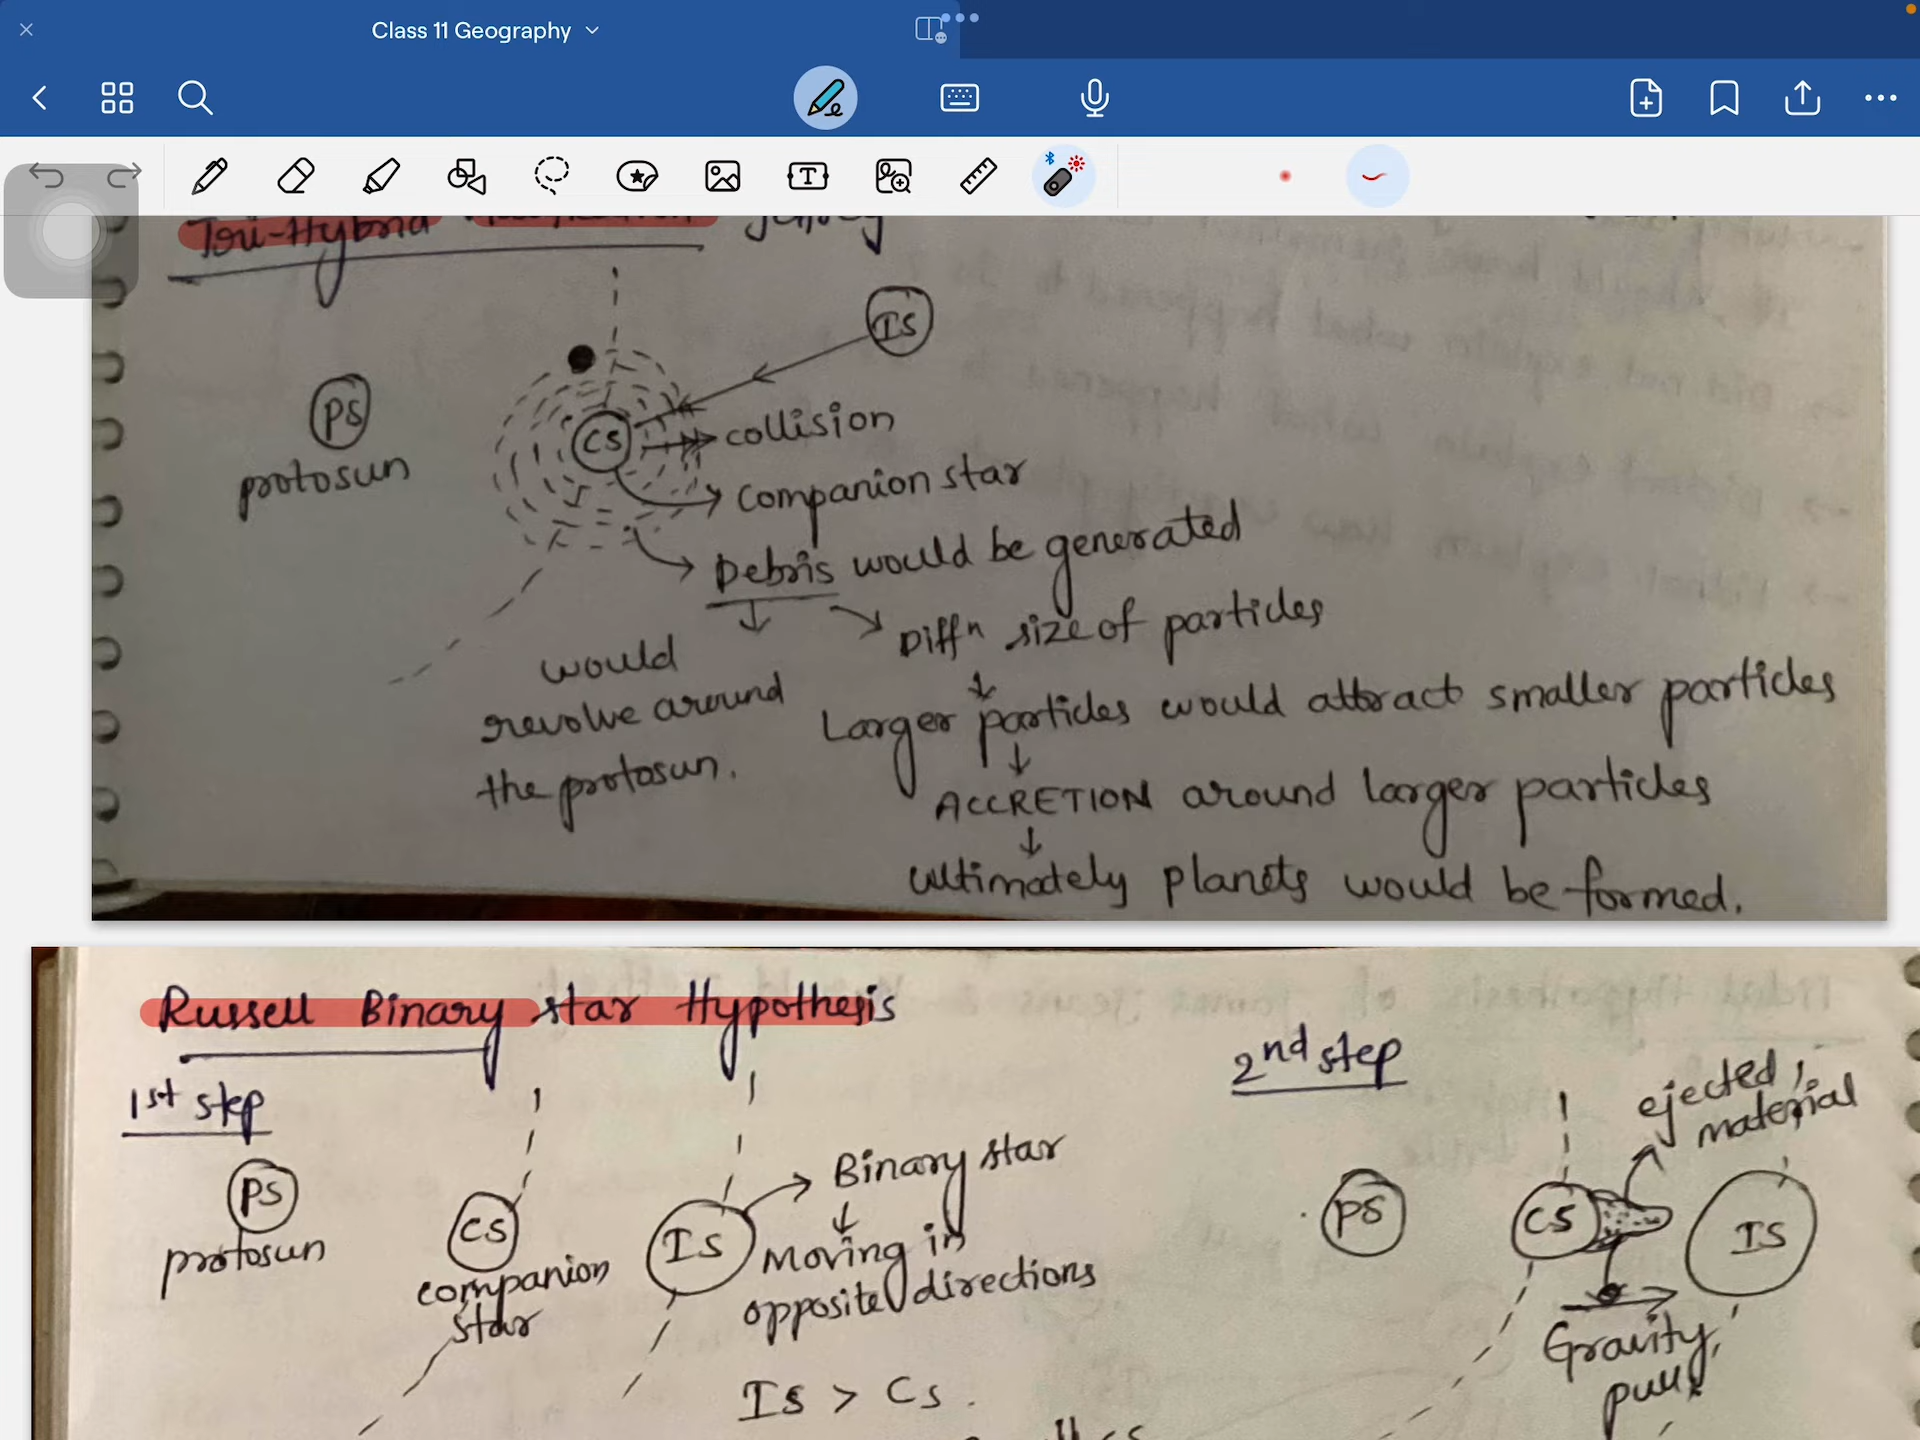 Class 11 Geography
Tri-Hybrid
IS
PS
protosun
CS
collision
companion star
Debris would be generated
would
revolve around
the protosun.
Diffn size of particles
Larger particles would attract smaller particles
ACCRETION around larger particles
ultimately planets would be formed.
Russell Binary star Hypothesis
1st step
PS
protosun
CS
companion
star
IS
Binary star
Moving in
opposite directions
IS > CS.
2nd step
PS
CS
IS
ejected
material
Gravity
pull